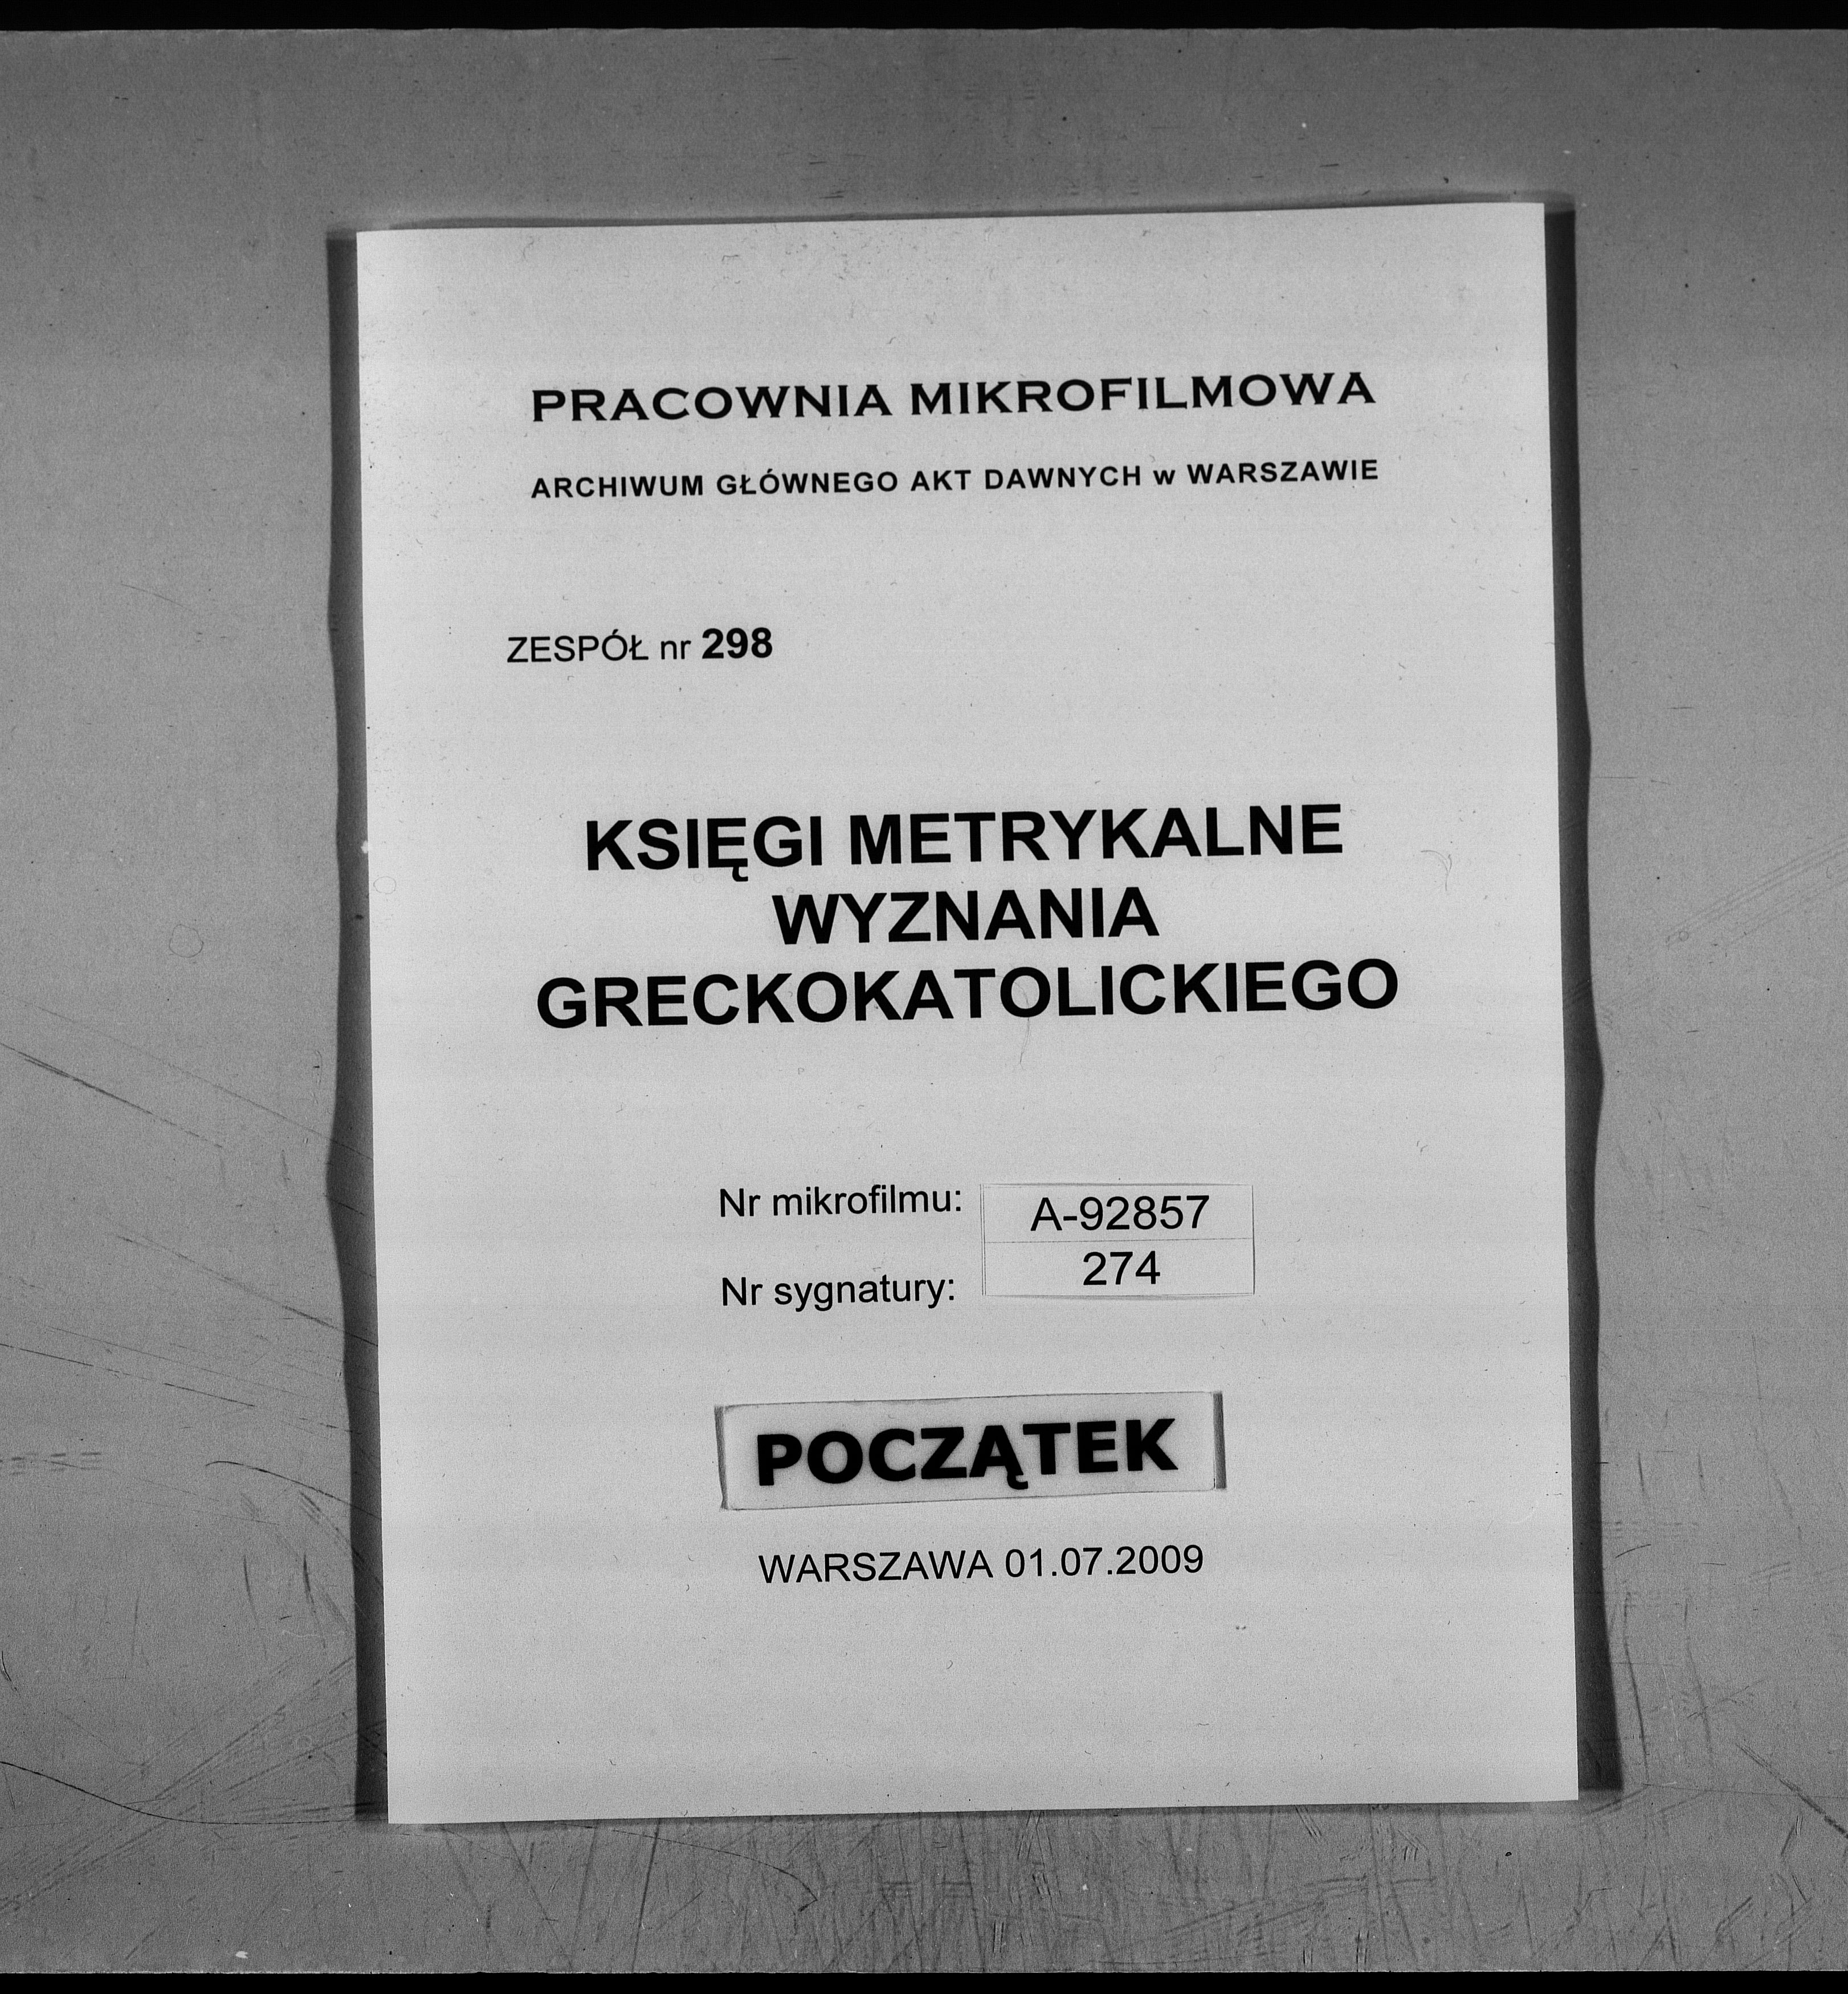 PRACOWNIA MIKROFILMOWA
ARCHIWUM GŁÓWNEGO AKT DAWNYCH w WARSZAWIE
ZESPÓŁ nr 298
KSIĘGI METRYKALNE
WYZNANIA
GRECKOKATOLICKIEGO
Nr mikrofilmu: A-92857
Nr sygnatury: 274
POCZĄTEK
WARSZAWA 01.07.2009